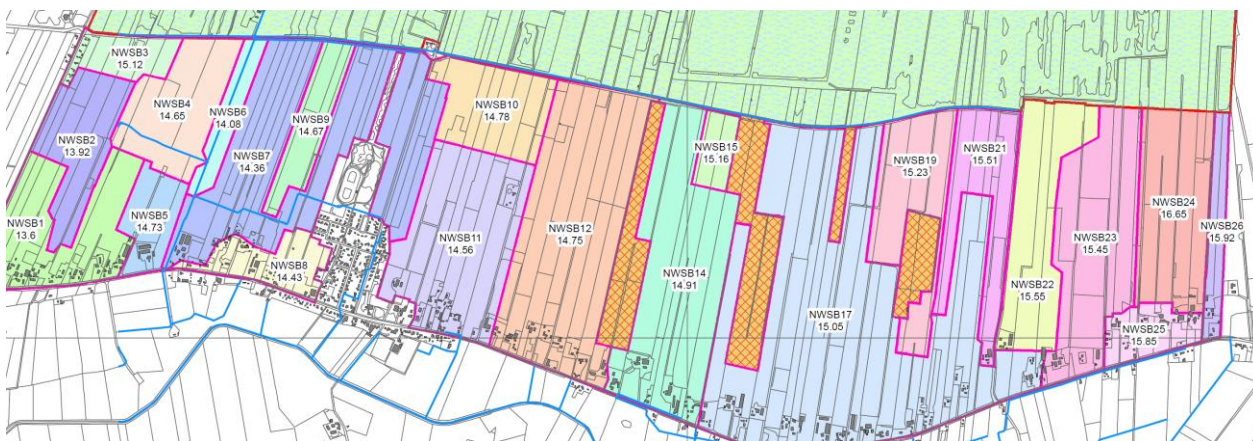 NWSB3
15.12
NWSB4
14.65
NWSB6
14.08
NWSB9
14.67
NWSB10
14.78
NWSB2
13.92
NWSB7
14.36
NWSB15
15.16
NWSB19
15.23
NWSB21
15.51
NWSB24
16.65
NWSB26
15.92
NWSB1
13.6
NWSB5
14.73
NWSB8
14.43
NWSB11
14.56
NWSB12
14.75
NWSB14
14.91
NWSB17
15.05
NWSB22
15.55
NWSB23
15.45
NWSB25
15.85